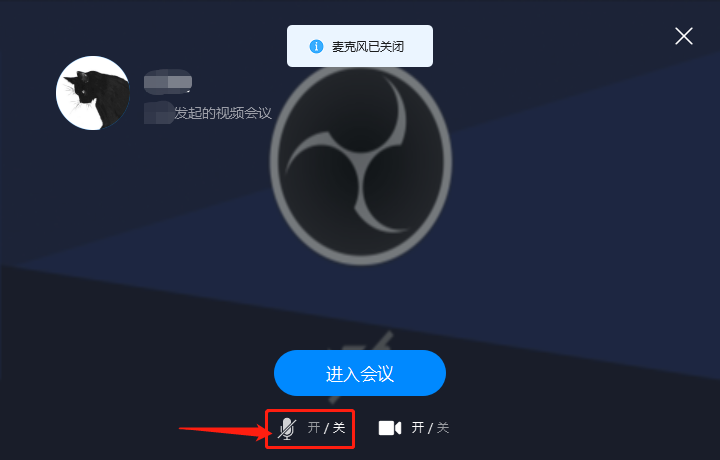 麦克风已关闭
发起的视频会议
进入会议
开 / 关
开 / 关